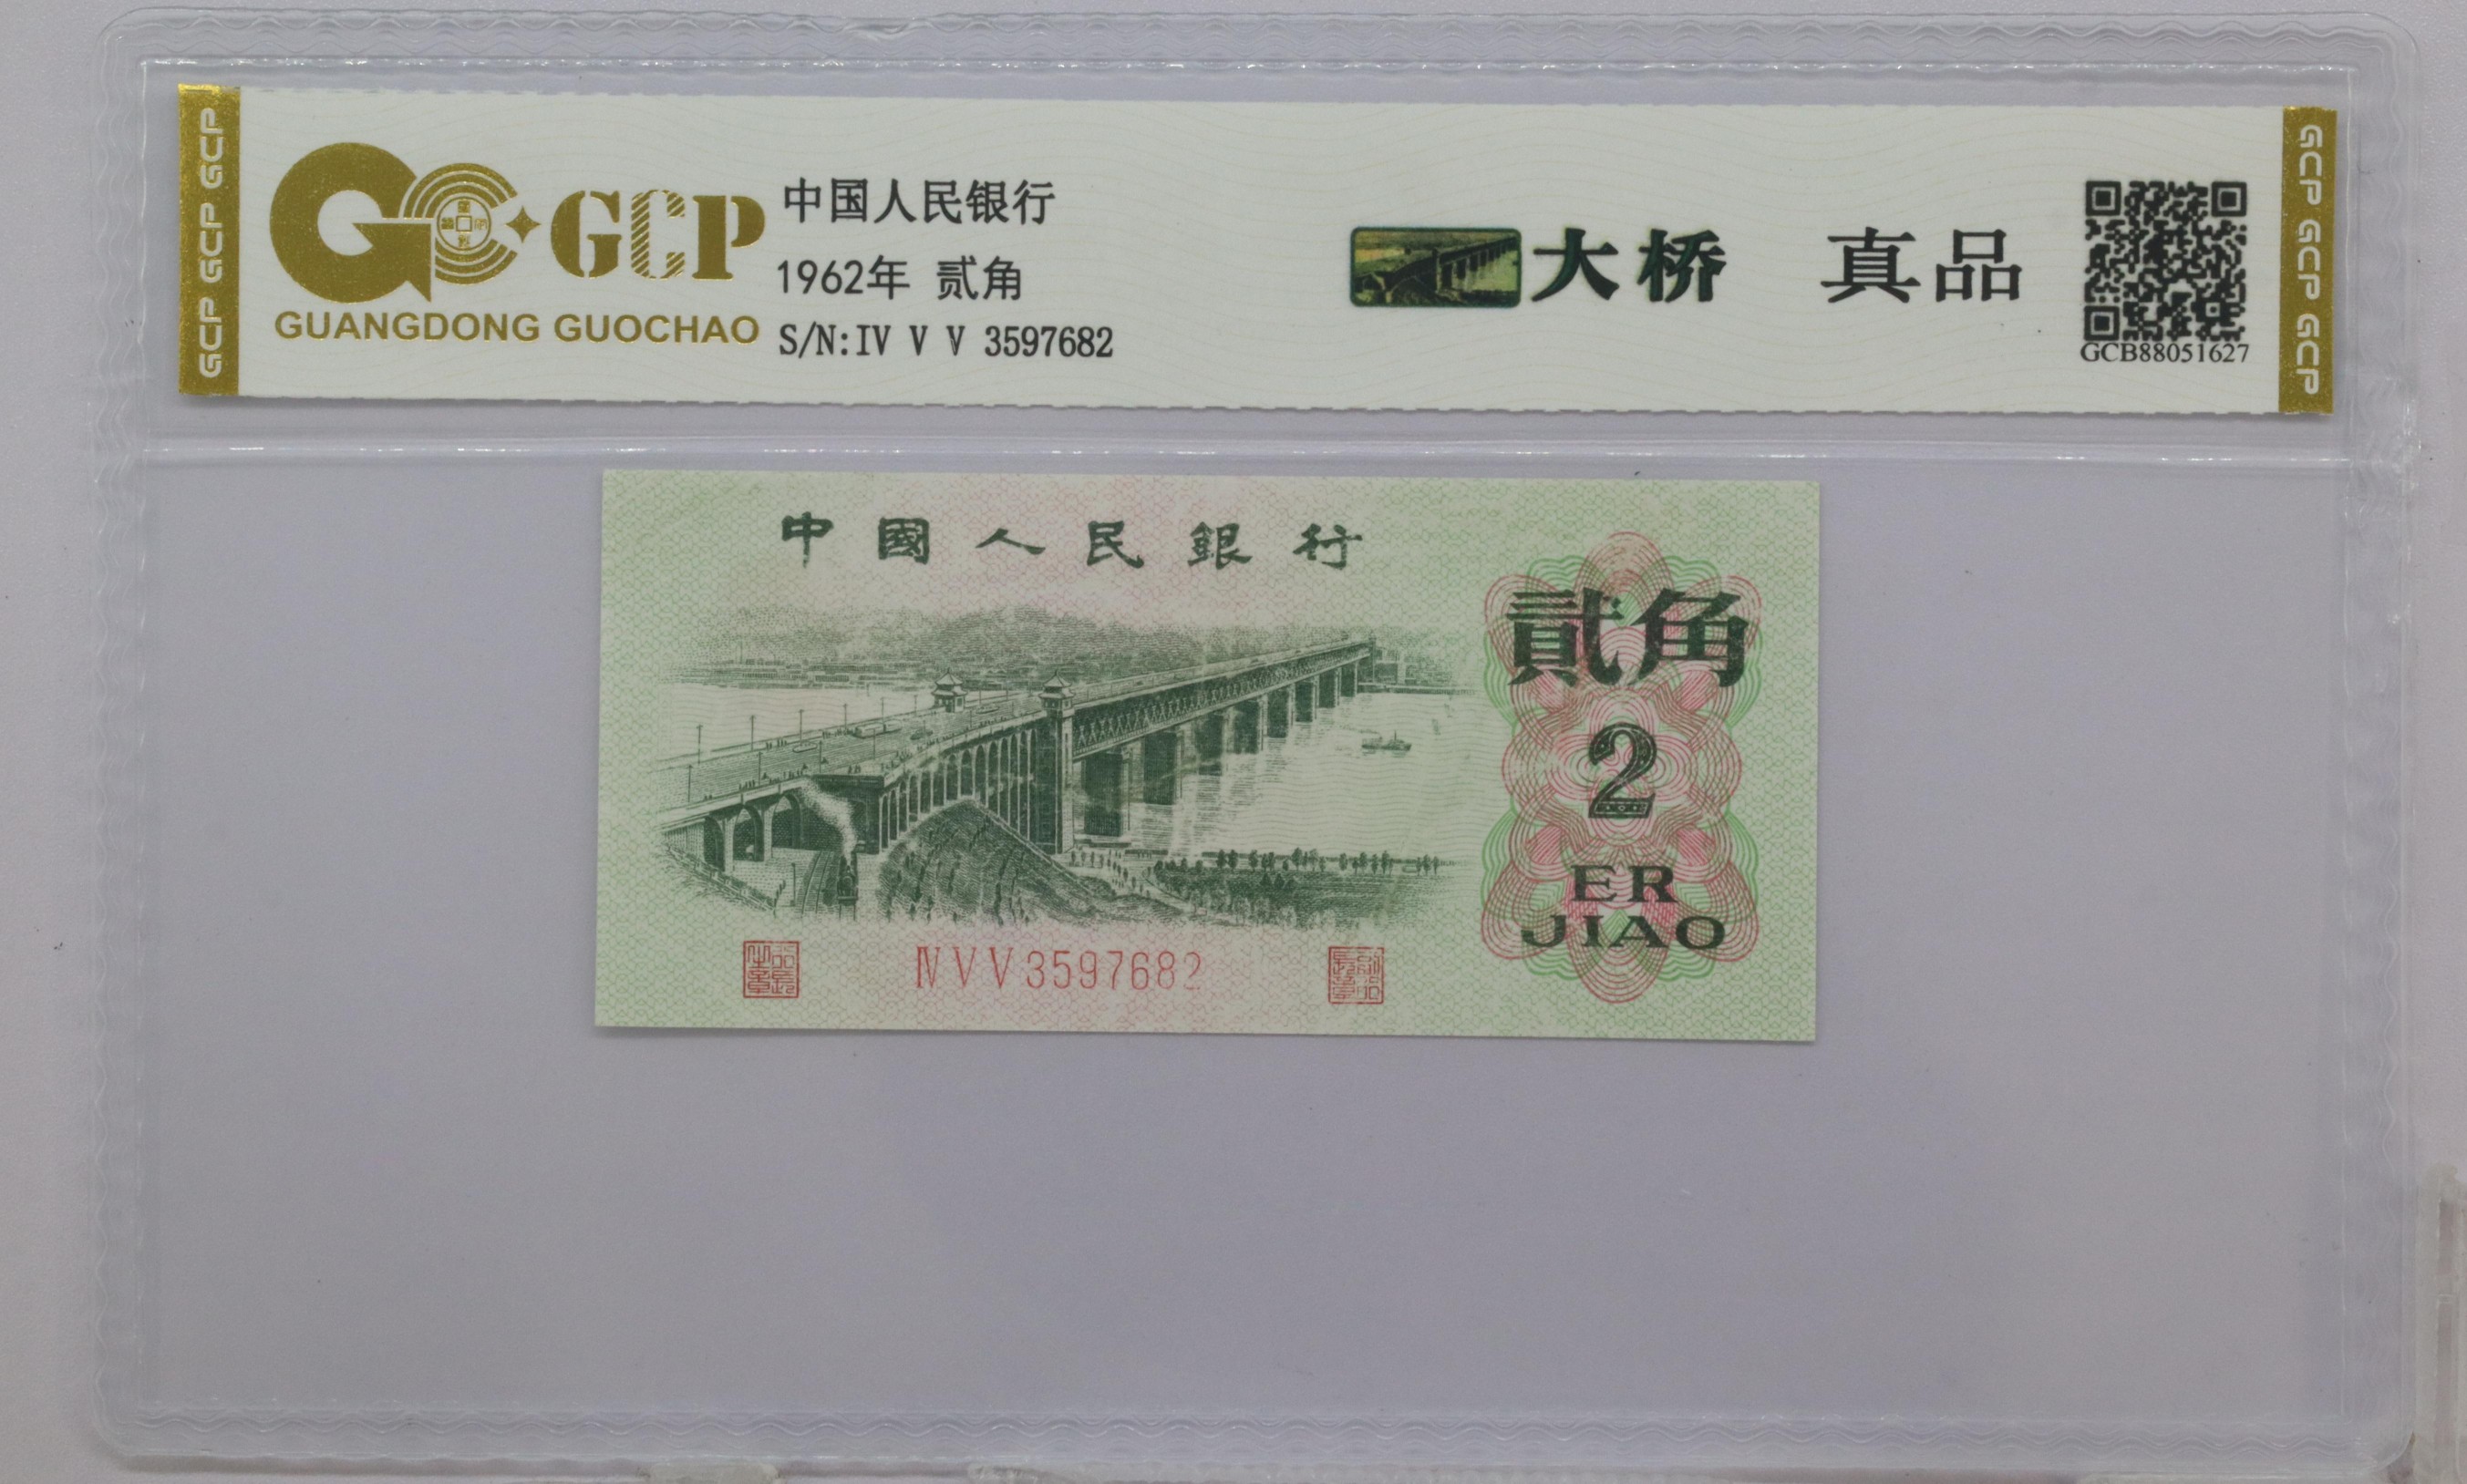 GCP GCP GCP
GCP
GUANGDONG GUOCHAO
中国人民银行
1962年 贰角
S/N:IV V V 3597682
大桥 真品
GCB88051627
GCP GCP GCP
中國人民銀行
貳角
2
ER
JIAO
ⅣⅤⅤ3597682